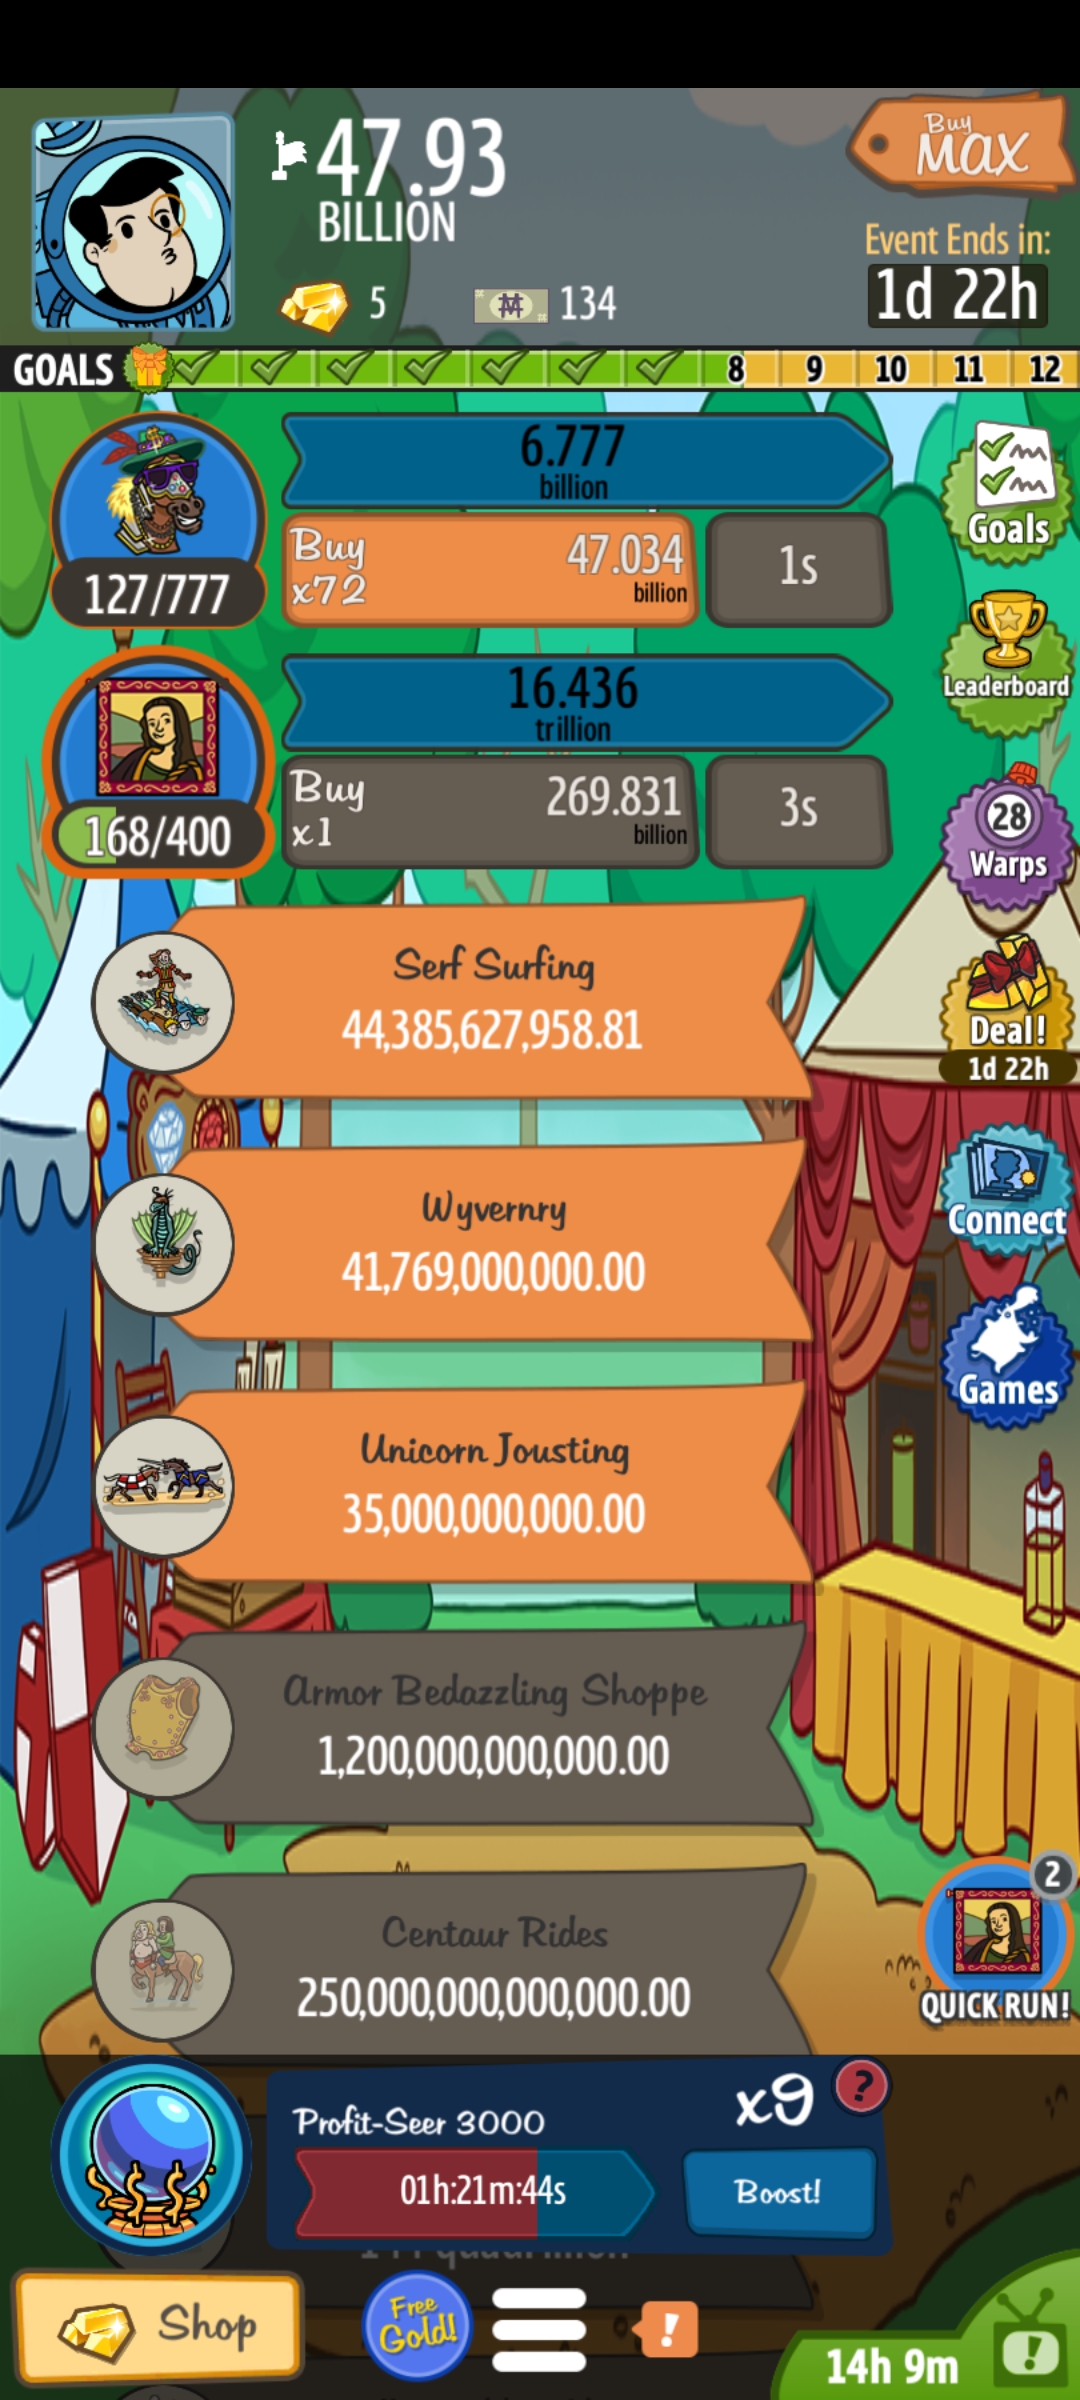 47.93
BILLION
Buy
MAX
Event Ends in:
1d 22h
5
134
GOALS
8
9
10
11
12
6.777
billion
Buy
x72
47.034
billion
1s
127/777
Goals
16.436
trillion
Leaderboard
Buy
x1
269.831
billion
3s
168/400
28
Warps
Serf Surfing
44,385,627,958.81
Deal!
1d 22h
Wyvernry
41,769,000,000.00
Connect
Unicorn Jousting
35,000,000,000.00
Games
Armor Bedazzling Shoppe
1,200,000,000,000.00
Centaur Rides
250,000,000,000,000.00
2
QUICK RUN!
Profit-Seer 3000
x9
?
01h:21m:44s
Boost!
Shop
Free
Gold!
!
14h 9m
!